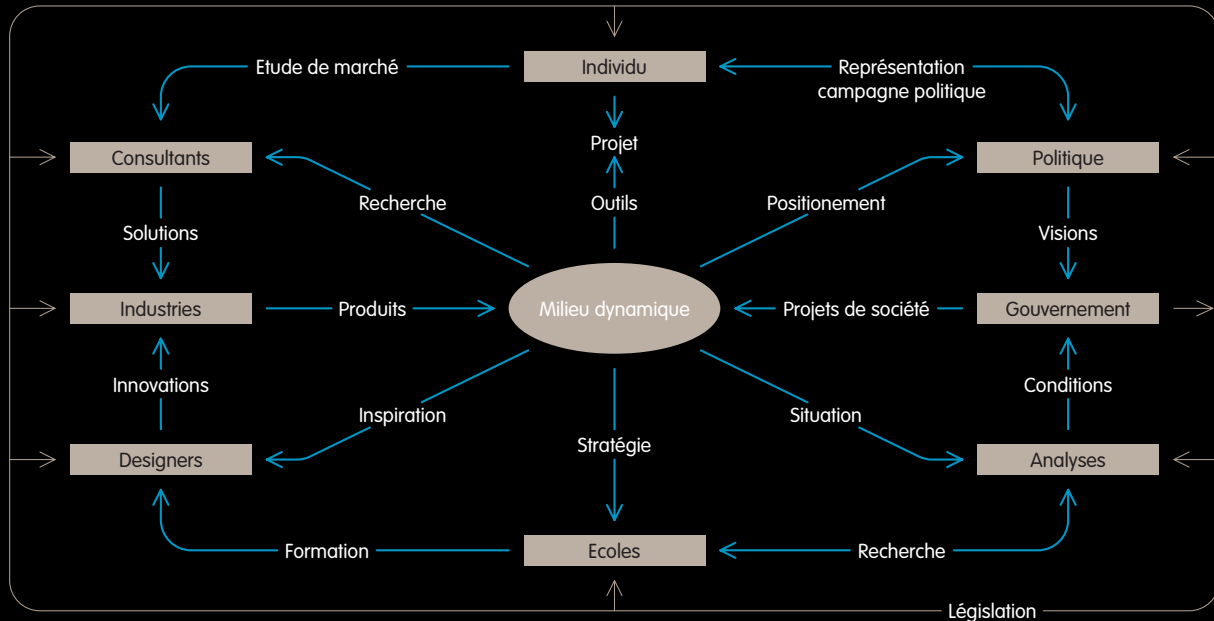 Etude de marché
Individu
Représentation
campagne politique
Consultants
Projet
Politique
Recherche
Outils
Positionement
Solutions
Visions
Industries
Produits
Milieu dynamique
Projets de société
Gouvernement
Innovations
Conditions
Inspiration
Situation
Stratégie
Designers
Analyses
Formation
Ecoles
Recherche
Législation